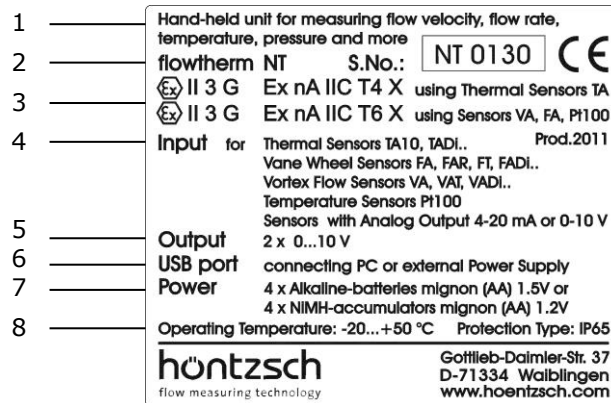 1 Hand-held unit for measuring flow velocity, flow rate,
temperature, pressure and more
2 flowtherm NT S.No.: NT 0130 CE
3 Ex II 3 G Ex nA IIC T4 X using Thermal Sensors TA
Ex II 3 G Ex nA IIC T6 X using Sensors VA, FA, Pt100
4 Input for Thermal Sensors TA10, TADi.. Prod.2011
Vane Wheel Sensors FA, FAR, FT, FADi..
Vortex Flow Sensors VA, VAT, VADi..
Temperature Sensors Pt100
Sensors with Analog Output 4-20 mA or 0-10 V
5 Output 2 x 0...10 V
6 USB port connecting PC or external Power Supply
7 Power 4 x Alkaline-batteries mignon (AA) 1.5V or
4 x NiMH-accumulators mignon (AA) 1.2V
8 Operating Temperature: -20...+50 °C Protection Type: IP65
höntzsch
flow measuring technology
Gottlieb-Daimler-Str. 37
D-71334 Waiblingen
www.hoentzsch.com